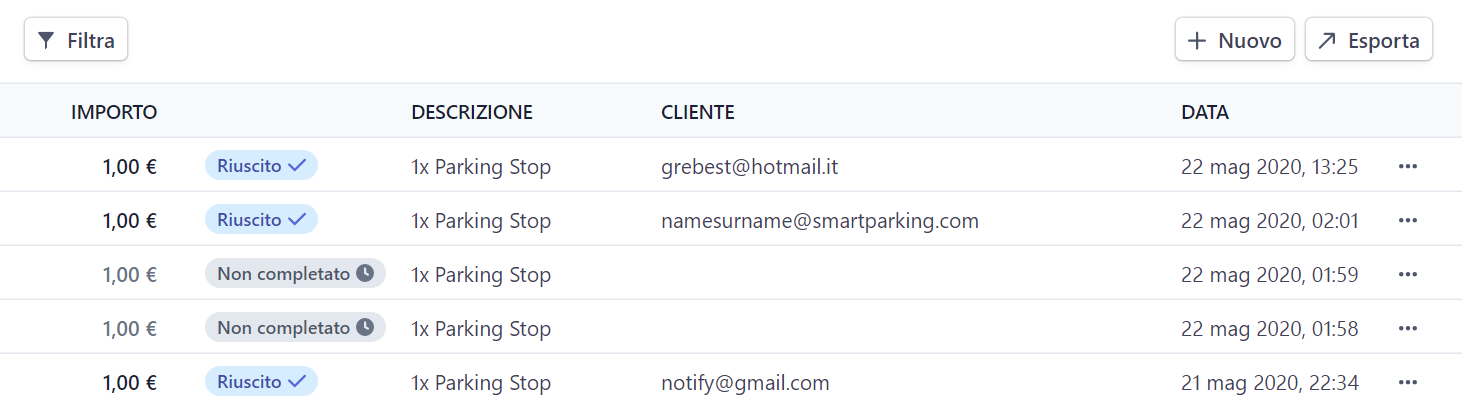 Filtra Nuovo Esporta
IMPORTO DESCRIZIONE CLIENTE DATA
1,00 € Riuscito 1x Parking Stop grebest@hotmail.it 22 mag 2020, 13:25
1,00 € Riuscito 1x Parking Stop namesurname@smartparking.com 22 mag 2020, 02:01
1,00 € Non completato 1x Parking Stop 22 mag 2020, 01:59
1,00 € Non completato 1x Parking Stop 22 mag 2020, 01:58
1,00 € Riuscito 1x Parking Stop notify@gmail.com 21 mag 2020, 22:34